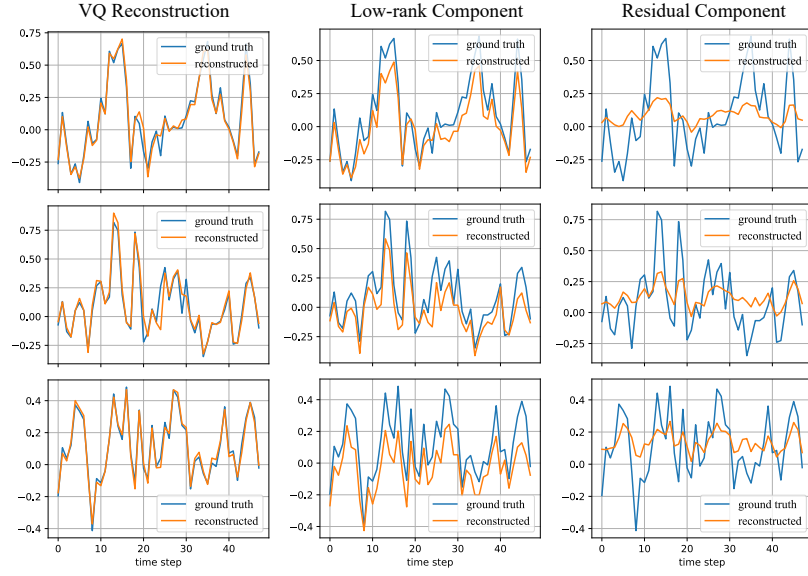 VQ Reconstruction Low-rank Component Residual Component
0.75
0.50
0.25
0.00
−0.25
ground truth
reconstructed
0.50
0.25
0.00
−0.25
ground truth
reconstructed
0.50
0.25
0.00
−0.25
ground truth
reconstructed
0.75
0.50
0.25
0.00
−0.25
ground truth
reconstructed
0.75
0.50
0.25
0.00
−0.25
ground truth
reconstructed
0.75
0.50
0.25
0.00
−0.25
ground truth
reconstructed
0.4
0.2
0.0
−0.2
−0.4
ground truth
reconstructed
0 10 20 30 40
time step
0.4
0.2
0.0
−0.2
−0.4
ground truth
reconstructed
0 10 20 30 40
time step
0.4
0.2
0.0
−0.2
−0.4
ground truth
reconstructed
0 10 20 30 40
time step